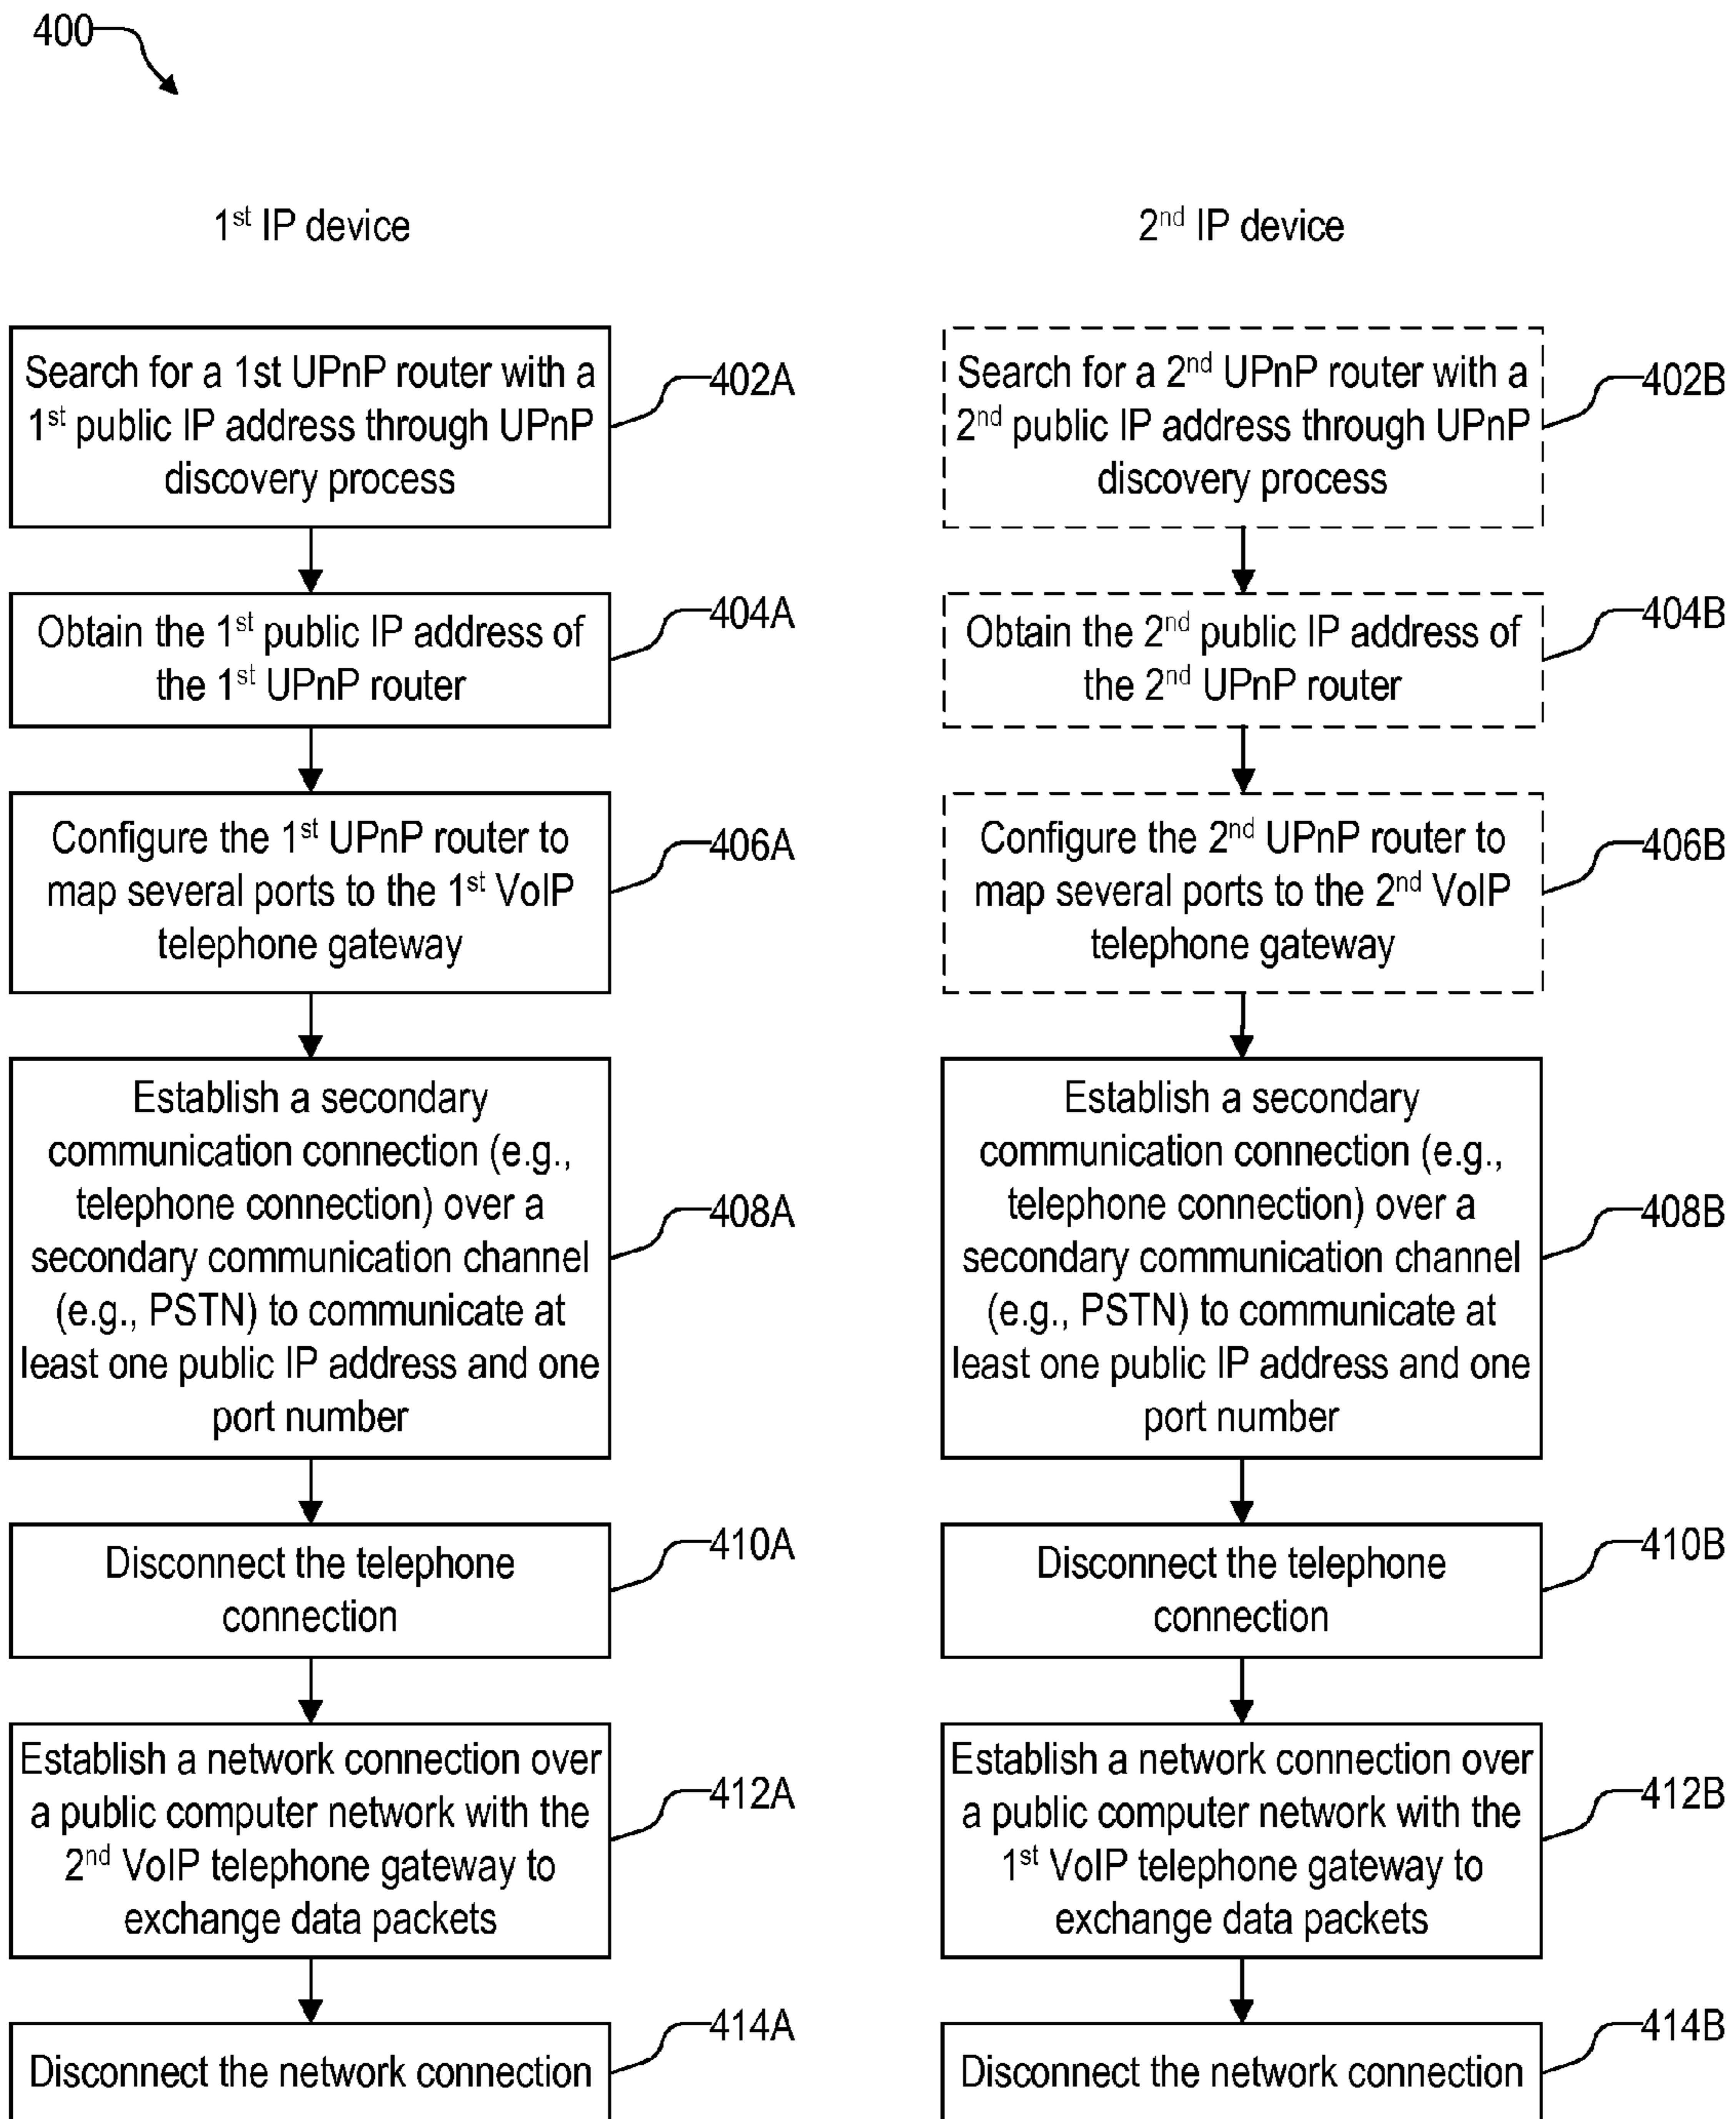 400
1st IP device
Search for a 1st UPnP router with a
1st public IP address through UPnP
discovery process
402A
Obtain the 1st public IP address of
the 1st UPnP router
404A
Configure the 1st UPnP router to
map several ports to the 1st VoIP
telephone gateway
406A
Establish a secondary
communication connection (e.g.,
telephone connection) over a
secondary communication channel
(e.g., PSTN) to communicate at
least one public IP address and one
port number
408A
Disconnect the telephone
connection
410A
Establish a network connection over
a public computer network with the
2nd VoIP telephone gateway to
exchange data packets
412A
Disconnect the network connection
414A
2nd IP device
Search for a 2nd UPnP router with a
2nd public IP address through UPnP
discovery process
402B
Obtain the 2nd public IP address of
the 2nd UPnP router
404B
Configure the 2nd UPnP router to
map several ports to the 2nd VoIP
telephone gateway
406B
Establish a secondary
communication connection (e.g.,
telephone connection) over a
secondary communication channel
(e.g., PSTN) to communicate at
least one public IP address and one
port number
408B
Disconnect the telephone
connection
410B
Establish a network connection over
a public computer network with the
1st VoIP telephone gateway to
exchange data packets
412B
Disconnect the network connection
414B